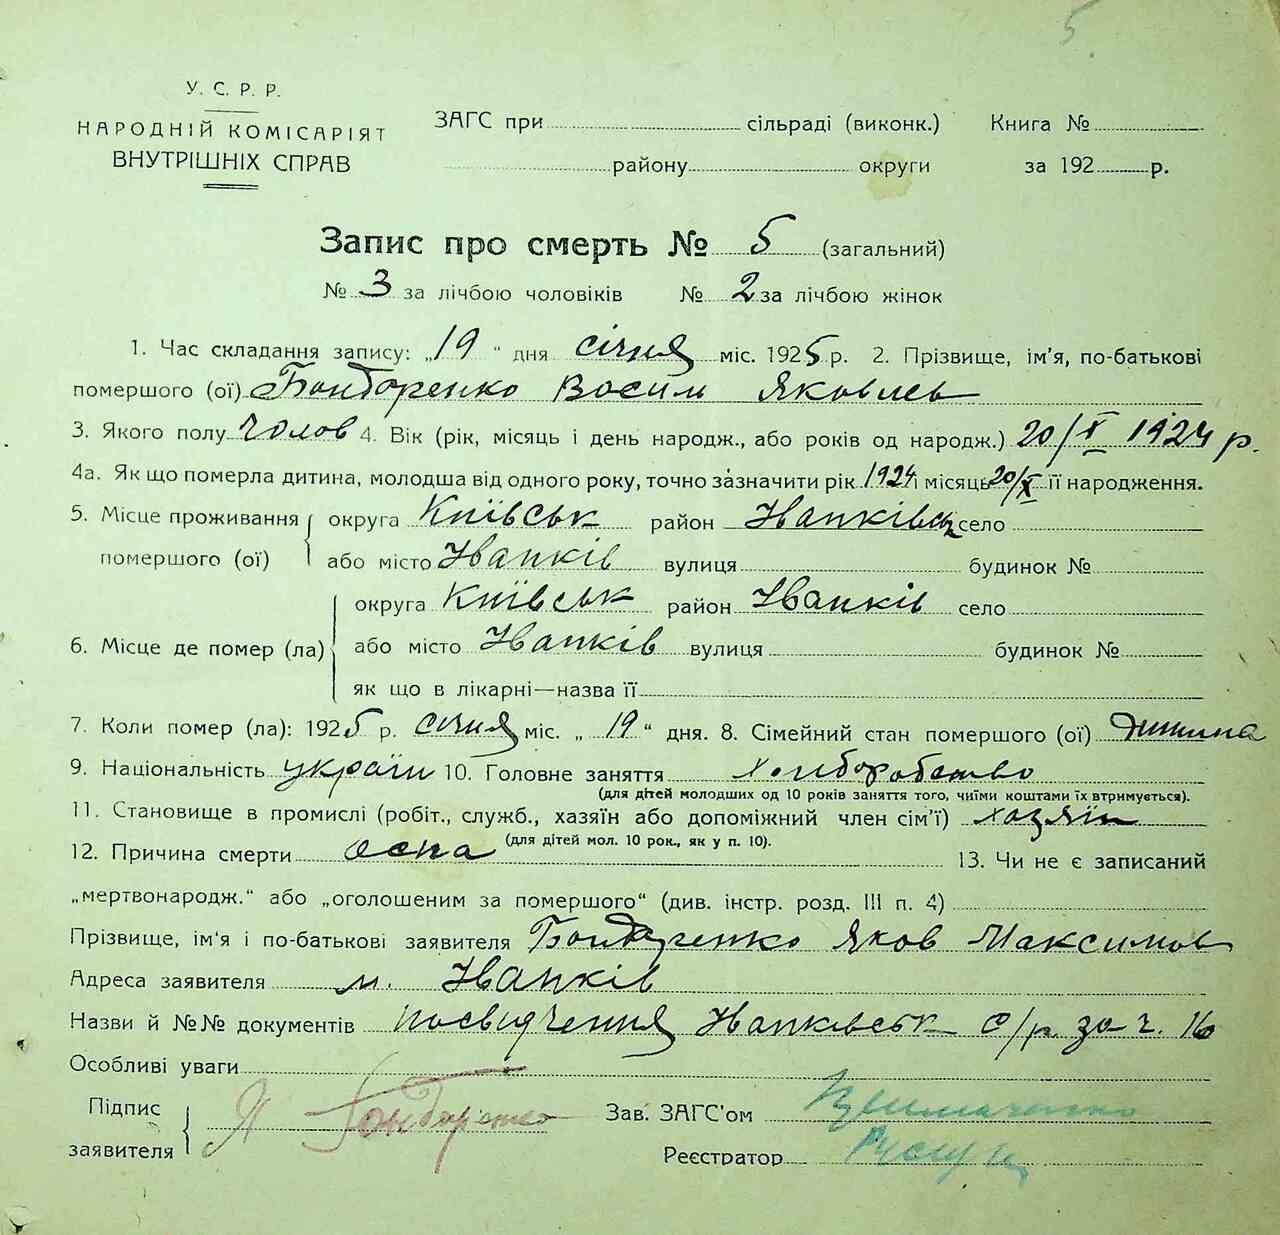 5.
У. С. Р. Р.
НАРОДНІЙ КОМІСАРІЯТ
ВНУТРІШНІХ СПРАВ
ЗАГС при сільраді (виконк.) Книга №
району округи за 192 р.
Запис про смерть № 5 (загальний)
№ 3 за лічбою чоловіків № 2 за лічбою жінок
1. Час складання запису: „19“ дня січня міс. 1925 р. 2. Прізвище, ім'я, по-батькові
помершого (ої) Бондаренко Васим Яковлев
3. Якого полу чолов 4. Вік (рік, місяць і день народж., або років од народж.) 20/X 1924 р.
4а. Як що померла дитина, молодша від одного року, точно зазначити рік 1924 і місяць 20/X її народження.
5. Місце проживання округа Київськ район Іванківськ село
помершого (ої) або місто Іванків вулиця будинок №
округа Київськ район Іванків село
6. Місце де помер (ла) або місто Іванків вулиця будинок №
як що в лікарні—назва її
7. Коли помер (ла): 1925 р. січня міс. „19“ дня. 8. Сімейний стан помершого (ої) дитина
9. Національність україн 10. Головне заняття хліборобство
(для дітей молодших од 10 років заняття того, чиїми коштами їх втримується).
11. Становище в промислі (робіт., служб., хазяїн або допоміжний член сім'ї) хазяїн
(для дітей мол. 10 рок., як у п. 10).
12. Причина смерти оспа 13. Чи не є записаний
„мертвонародж.“ або „оголошеним за помершого“ (див. інстр. розд. III п. 4)
Прізвище, ім'я і по-батькові заявителя Бондаренко Яков Максимов
Адреса заявителя м. Іванків
Назви й №№ документів посвідчення Іванківськ с/р. за ч. 16
Особливі уваги
Підпис заявителя Я Бондаренко Зав. ЗАГС'ом
Реєстратор